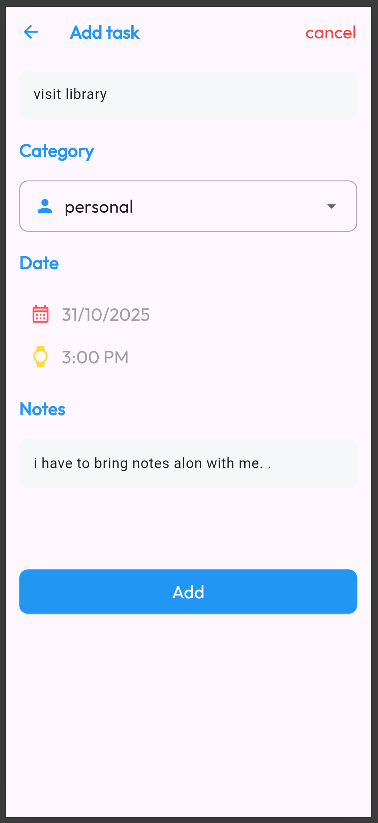 Add task
cancel
visit library
Category
personal
Date
31/10/2025
3:00 PM
Notes
i have to bring notes alon with me. .
Add